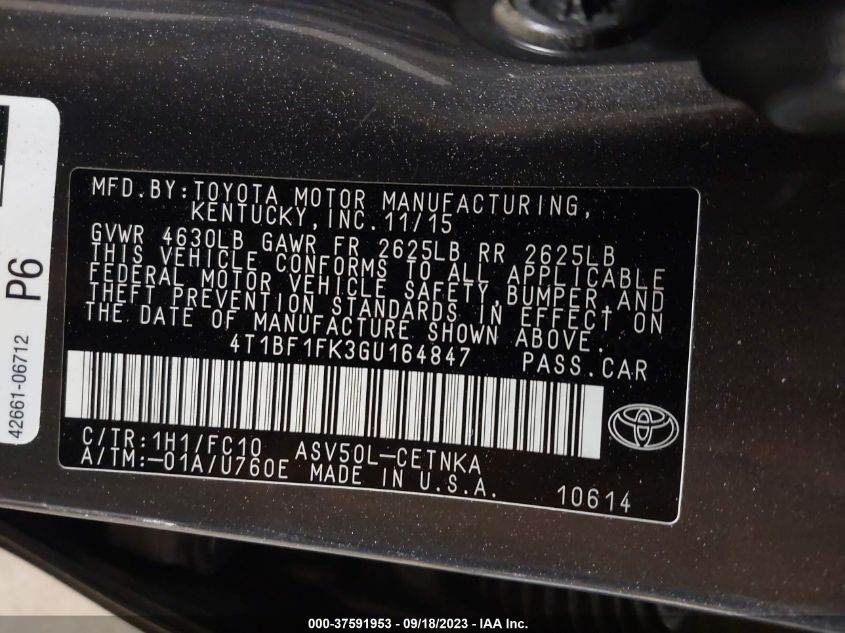 MFD.BY:TOYOTA MOTOR MANUFACTURING,
KENTUCKY,INC.11/15
GVWR 4630LB GAWR FR 2625LB RR 2625LB
THIS VEHICLE CONFORMS TO ALL APPLICABLE
FEDERAL MOTOR VEHICLE SAFETY,BUMPER,AND
THEFT PREVENTION STANDARDS IN EFFECT ON
THE DATE OF MANUFACTURE SHOWN ABOVE.
4T1BF1FK3GU164847 PASS.CAR
C/TR:1H1/FC10 ASV50L-CETNKA
A/TM:-01A/U760E MADE IN U.S.A.
10614
P6
42661-06712
000-37591953 - 09/18/2023 - IAA Inc.